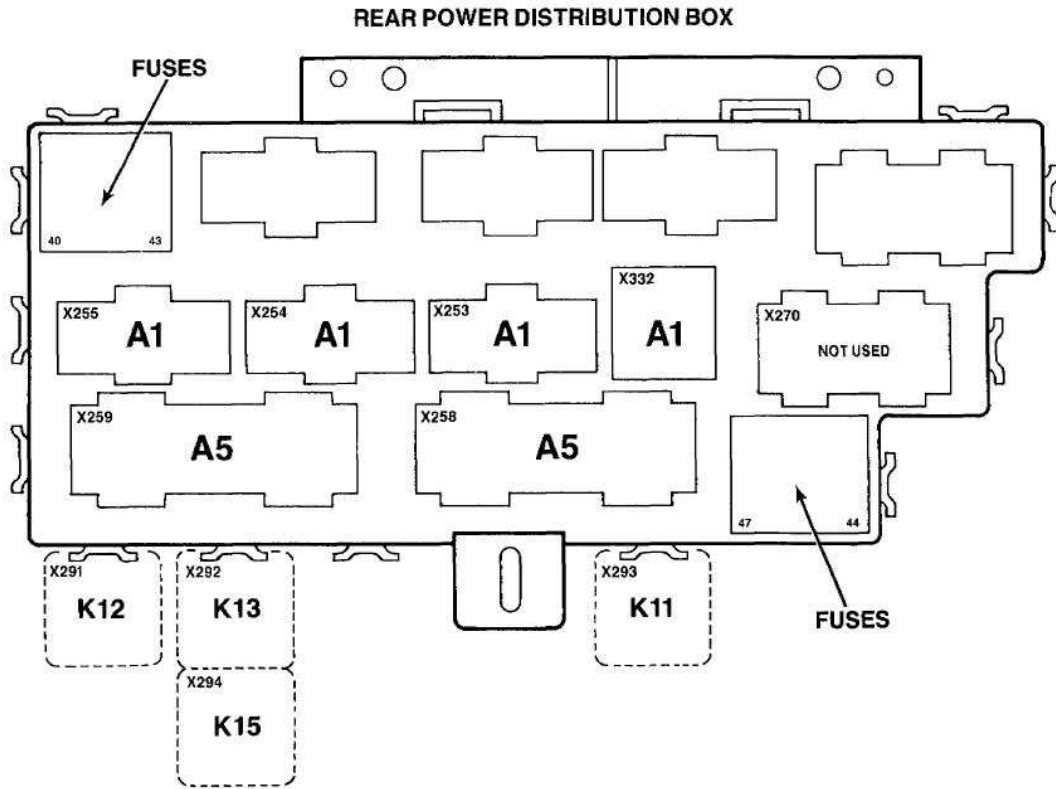 REAR POWER DISTRIBUTION BOX
FUSES
40 43
X332
X255 X254 X253 X270
A1 A1 A1 A1 NOT USED
X259 X258
A5 A5
47 44
X291 X292 X293
K12 K13 K11
FUSES
X294
K15